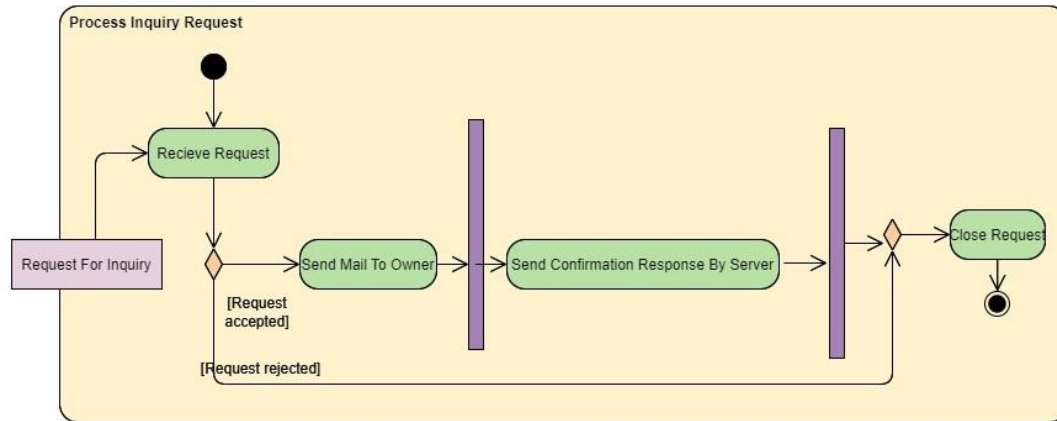 Process Inquiry Request
Recieve Request
Request For Inquiry
Send Mail To Owner
Send Confirmation Response By Server
Close Request
[Request
accepted]
[Request rejected]